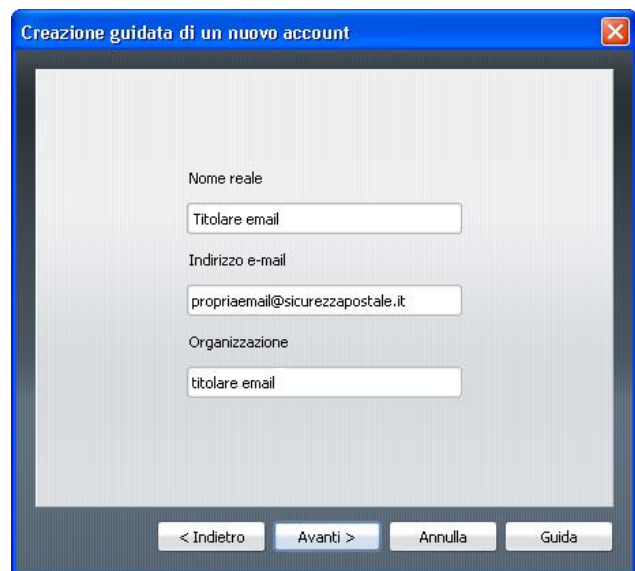 Creazione guidata di un nuovo account
Nome reale
Titolare email
Indirizzo e-mail
propriaemail@sicurezzapostale.it
Organizzazione
titolare email
< Indietro
Avanti >
Annulla
Guida